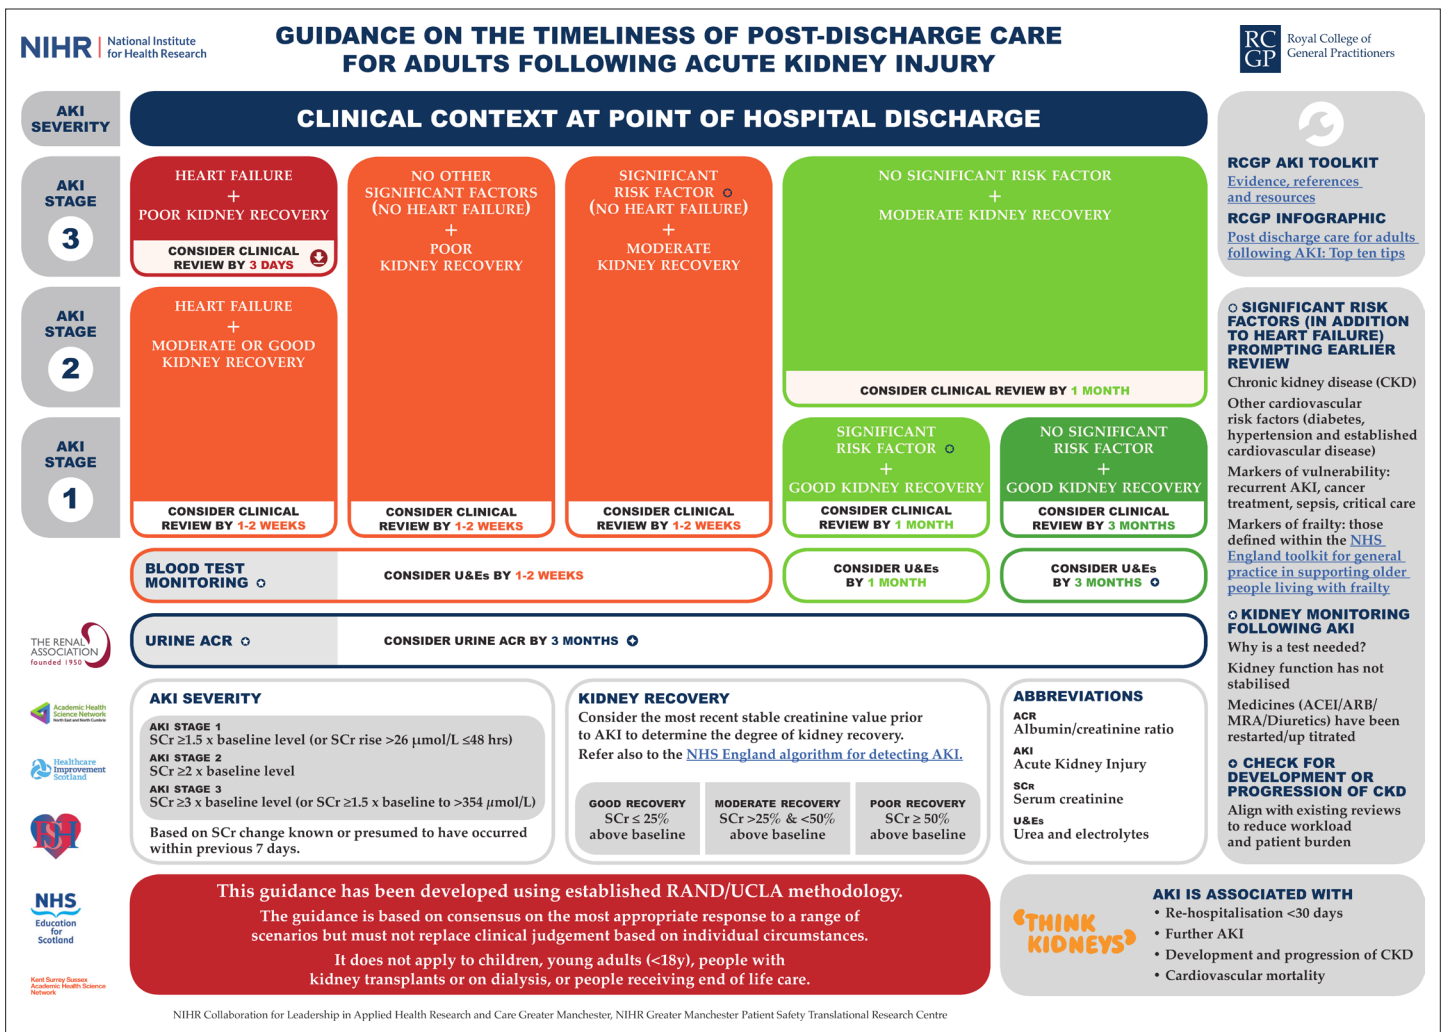 NIHR | National Institute
for Health Research
GUIDANCE ON THE TIMELINESS OF POST-DISCHARGE CARE
FOR ADULTS FOLLOWING ACUTE KIDNEY INJURY
RC
GP
Royal College of
General Practitioners
AKI
SEVERITY
CLINICAL CONTEXT AT POINT OF HOSPITAL DISCHARGE
AKI
STAGE
3
HEART FAILURE
+
POOR KIDNEY RECOVERY
CONSIDER CLINICAL
REVIEW BY 3 DAYS
NO OTHER
SIGNIFICANT FACTORS
(NO HEART FAILURE)
+
POOR
KIDNEY RECOVERY
CONSIDER CLINICAL
REVIEW BY 1-2 WEEKS
SIGNIFICANT
RISK FACTOR
(NO HEART FAILURE)
+
MODERATE
KIDNEY RECOVERY
CONSIDER CLINICAL
REVIEW BY 1-2 WEEKS
NO SIGNIFICANT RISK FACTOR
+
MODERATE KIDNEY RECOVERY
CONSIDER CLINICAL REVIEW BY 1 MONTH
AKI
STAGE
2
HEART FAILURE
+
MODERATE OR GOOD
KIDNEY RECOVERY
CONSIDER CLINICAL
REVIEW BY 1-2 WEEKS
AKI
STAGE
1
SIGNIFICANT
RISK FACTOR
+
GOOD KIDNEY RECOVERY
CONSIDER CLINICAL
REVIEW BY 1 MONTH
NO SIGNIFICANT
RISK FACTOR
+
GOOD KIDNEY RECOVERY
CONSIDER CLINICAL
REVIEW BY 3 MONTHS
BLOOD TEST
MONITORING
CONSIDER U&Es BY 1-2 WEEKS
CONSIDER U&Es
BY 1 MONTH
CONSIDER U&Es
BY 3 MONTHS
URINE ACR
CONSIDER URINE ACR BY 3 MONTHS
RCGP AKI TOOLKIT
Evidence, references
and resources
RCGP INFOGRAPHIC
Post discharge care for adults
following AKI: Top ten tips
SIGNIFICANT RISK
FACTORS (IN ADDITION
TO HEART FAILURE)
PROMPTING EARLIER
REVIEW
Chronic kidney disease (CKD)
Other cardiovascular
risk factors (diabetes,
hypertension and established
cardiovascular disease)
Markers of vulnerability:
recurrent AKI, cancer
treatment, sepsis, critical care
Markers of frailty: those
defined within the NHS
England toolkit for general
practice in supporting older
people living with frailty
KIDNEY MONITORING
FOLLOWING AKI
Why is a test needed?
Kidney function has not
stabilised
Medicines (ACEI/ARB/
MRA/Diuretics) have been
restarted/up titrated
CHECK FOR
DEVELOPMENT OR
PROGRESSION OF CKD
Align with existing reviews
to reduce workload
and patient burden
THE RENAL
ASSOCIATION
founded 1950
Academic Health
Science Network
North East and North Cumbria
Healthcare
Improvement
Scotland
BSH
NHS
Education
for
Scotland
Kent Surrey Sussex
Academic Health Science
Network
AKI SEVERITY
AKI STAGE 1
SCr ≥1.5 x baseline level (or SCr rise >26 μmol/L ≤48 hrs)
AKI STAGE 2
SCr ≥2 x baseline level
AKI STAGE 3
SCr ≥3 x baseline level (or SCr ≥1.5 x baseline to >354 μmol/L)
Based on SCr change known or presumed to have occurred
within previous 7 days.
KIDNEY RECOVERY
Consider the most recent stable creatinine value prior
to AKI to determine the degree of kidney recovery.
Refer also to the NHS England algorithm for detecting AKI.
GOOD RECOVERY
SCr ≤ 25%
above baseline
MODERATE RECOVERY
SCr >25% & <50%
above baseline
POOR RECOVERY
SCr ≥ 50%
above baseline
ABBREVIATIONS
ACR
Albumin/creatinine ratio
AKI
Acute Kidney Injury
SCR
Serum creatinine
U&Es
Urea and electrolytes
This guidance has been developed using established RAND/UCLA methodology.
The guidance is based on consensus on the most appropriate response to a range of
scenarios but must not replace clinical judgement based on individual circumstances.
It does not apply to children, young adults (<18y), people with
kidney transplants or on dialysis, or people receiving end of life care.
THINK
KIDNEYS
AKI IS ASSOCIATED WITH
• Re-hospitalisation <30 days
• Further AKI
• Development and progression of CKD
• Cardiovascular mortality
NIHR Collaboration for Leadership in Applied Health Research and Care Greater Manchester, NIHR Greater Manchester Patient Safety Translational Research Centre